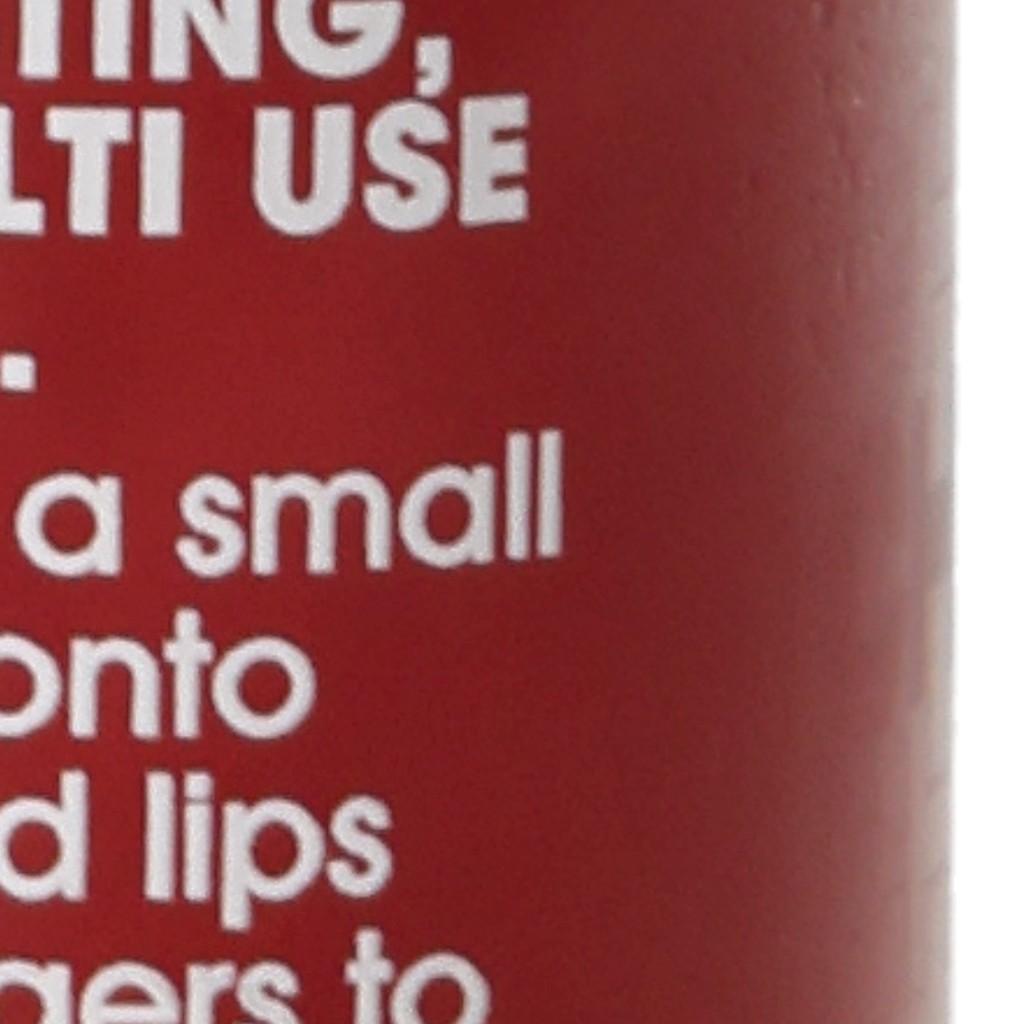 TING,
LTI USE
.
a small
onto
d lips
gers to